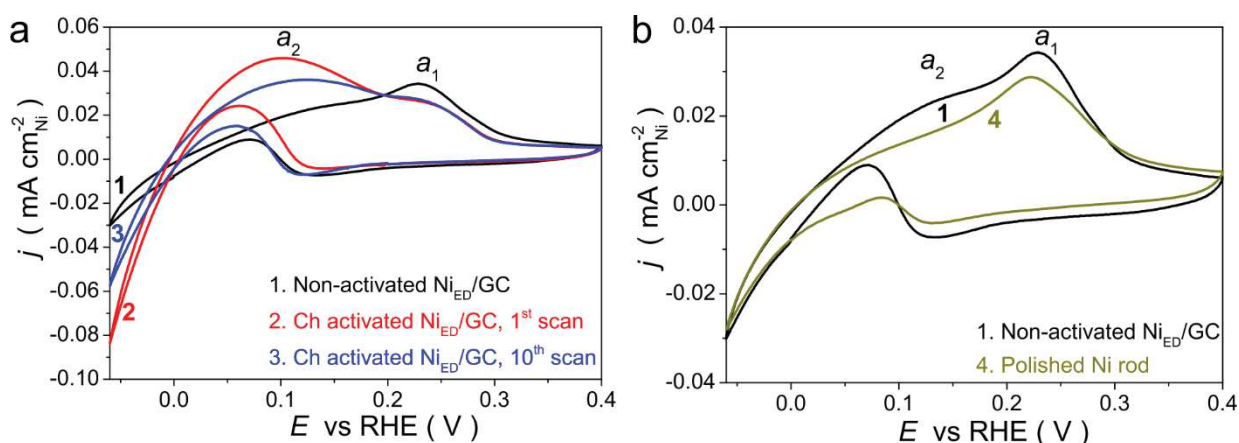 a
0.06
0.04
0.02
0.00
-0.02
-0.04
-0.06
-0.08
-0.10
j ( mA cm⁻²Ni )
a₂
a₁
1
3
2
1. Non-activated NiED/GC
2. Ch activated NiED/GC, 1st scan
3. Ch activated NiED/GC, 10th scan
0.0 0.1 0.2 0.3 0.4
E vs RHE ( V )
b
0.04
0.02
0.00
-0.02
-0.04
j ( mA cm⁻²Ni )
a₂
a₁
1
4
1. Non-activated NiED/GC
4. Polished Ni rod
0.0 0.1 0.2 0.3 0.4
E vs RHE ( V )